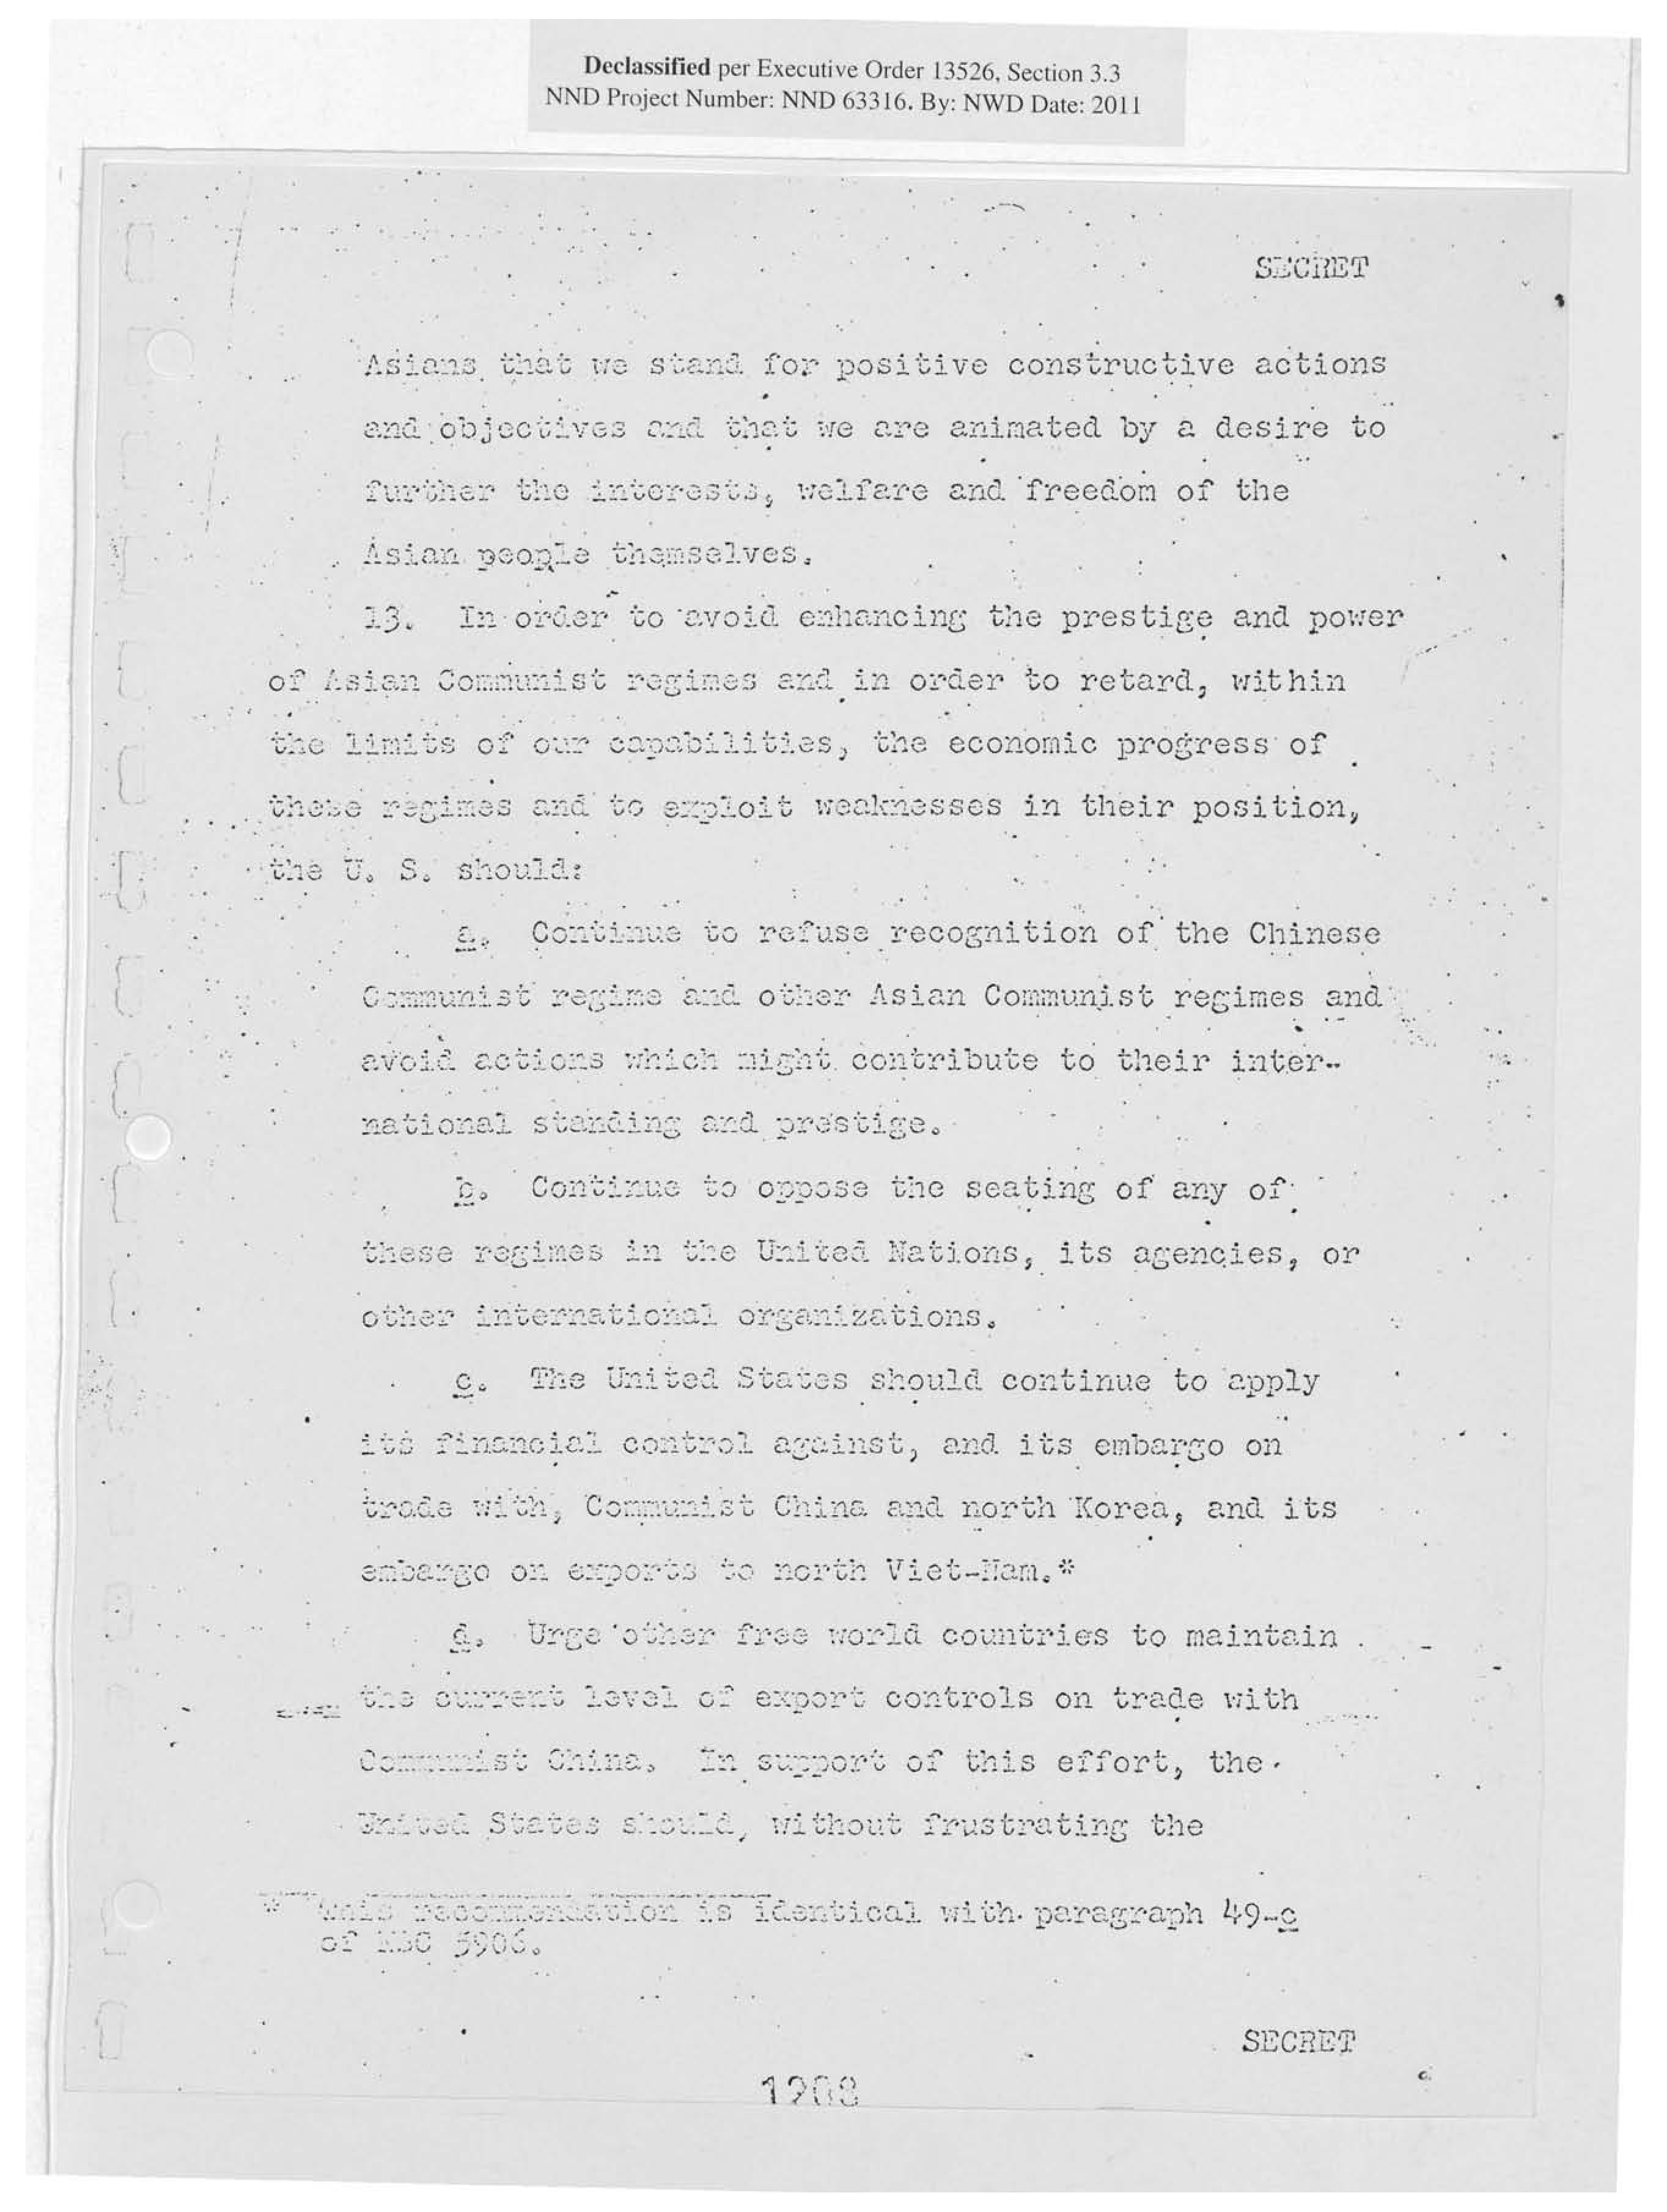 Declassified per Executive Order 13526, Section 3.3
NND Project Number: NND 63316. By: NWD Date: 2011
SECRET
Asians that we stand for positive constructive actions
and objectives and that we are animated by a desire to
further the interests, welfare and freedom of the
Asian people themselves.
13. In order to avoid enhancing the prestige and power
of Asian Communist regimes and in order to retard, within
the limits of our capabilities, the economic progress of
these regimes and to exploit weaknesses in their position,
the U. S. should:
a. Continue to refuse recognition of the Chinese
Communist regime and other Asian Communist regimes and
avoid actions which might contribute to their inter-
national standing and prestige.
b. Continue to oppose the seating of any of
these regimes in the United Nations, its agencies, or
other international organizations.
c. The United States should continue to apply
its financial control against, and its embargo on
trade with, Communist China and north Korea, and its
embargo on exports to north Viet-Nam.*
d. Urge other free world countries to maintain
the current level of export controls on trade with
Communist China. In support of this effort, the
United States should, without frustrating the
* This recommendation is identical with paragraph 49-c
of NSC 5906.
SECRET
1908